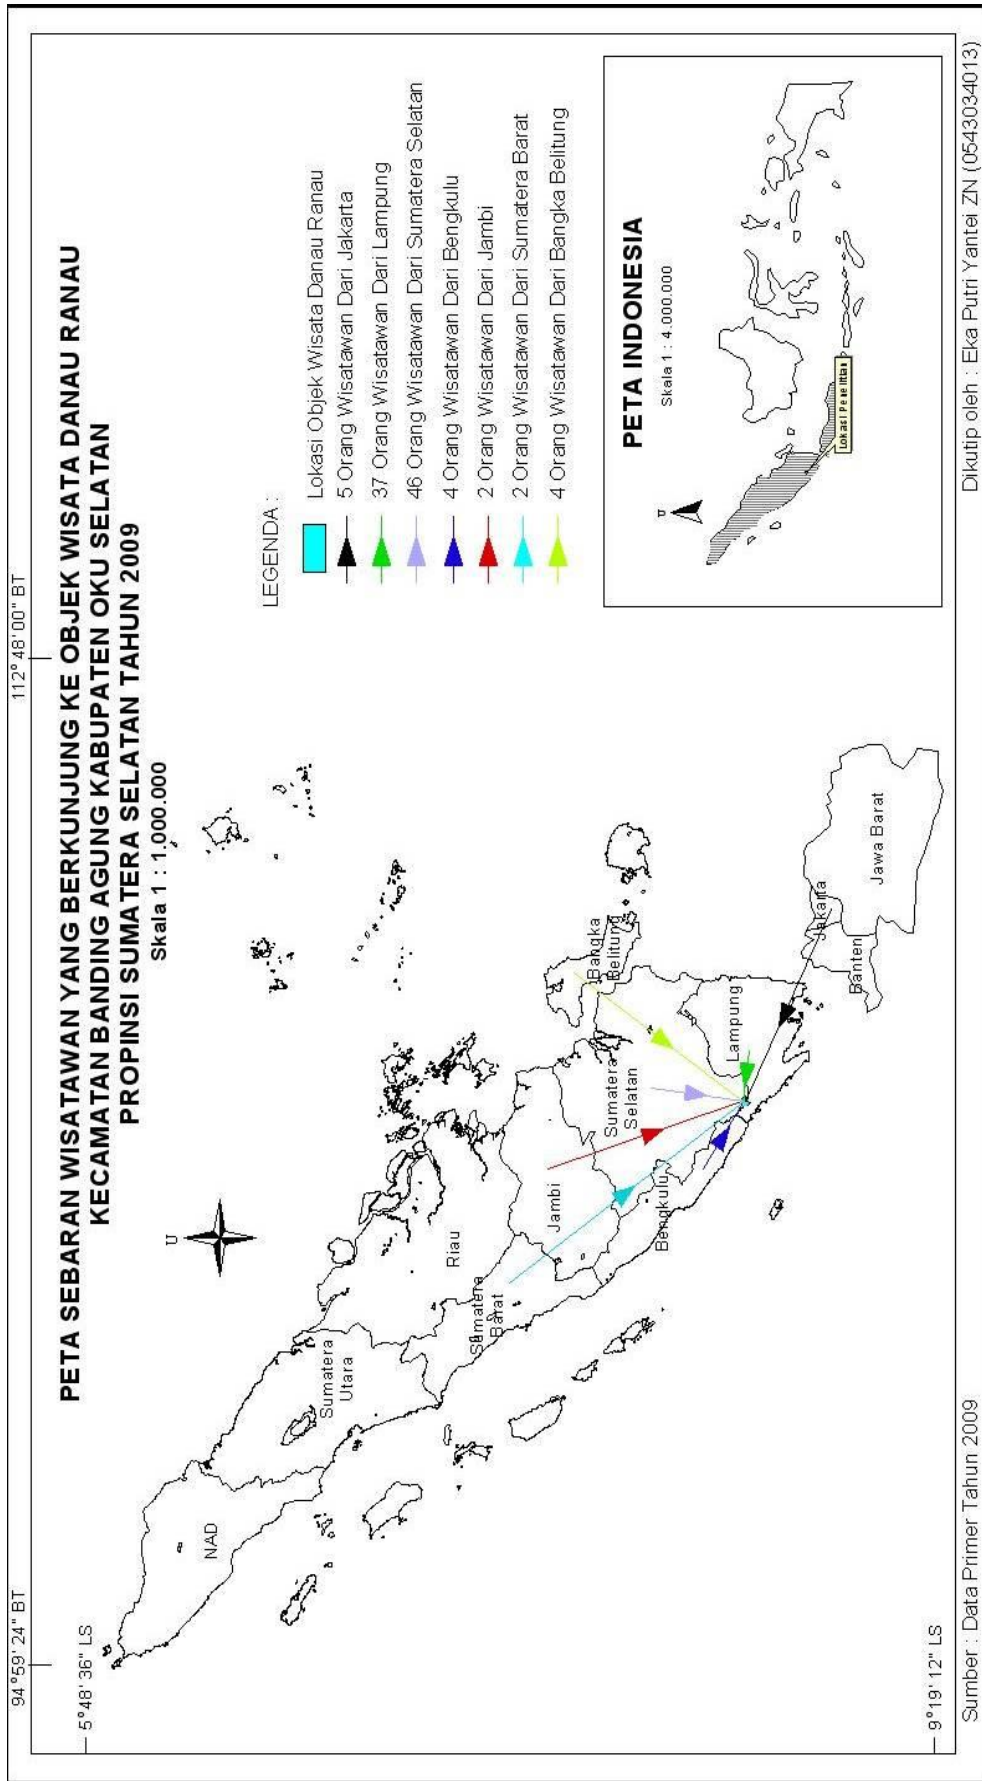 PETA SEBARAN WISATAWAN YANG BERKUNJUNG KE OBJEK WISATA DANAU RANAU
KECAMATAN BANDING AGUNG KABUPATEN OKU SELATAN
PROPINSI SUMATERA SELATAN TAHUN 2009
Skala 1 : 1.000.000
94°59'24" BT
112°48'00" BT
5°48'36" LS
9°19'12" LS
U
NAD
Sumatera
Utara
Riau
Sumatera
Barat
Jambi
Bengkulu
Sumatera
Selatan
Bangka
Belitung
Lampung
Banten
Jakarta
Jawa Barat
LEGENDA :
Lokasi Objek Wisata Danau Ranau
5 Orang Wisatawan Dari Jakarta
37 Orang Wisatawan Dari Lampung
46 Orang Wisatawan Dari Sumatera Selatan
4 Orang Wisatawan Dari Bengkulu
2 Orang Wisatawan Dari Jambi
2 Orang Wisatawan Dari Sumatera Barat
4 Orang Wisatawan Dari Bangka Belitung
PETA INDONESIA
Skala 1 : 4.000.000
U
Lokasi Penelitian
Sumber : Data Primer Tahun 2009
Dikutip oleh : Eka Putri Yantei ZN (0543034013)